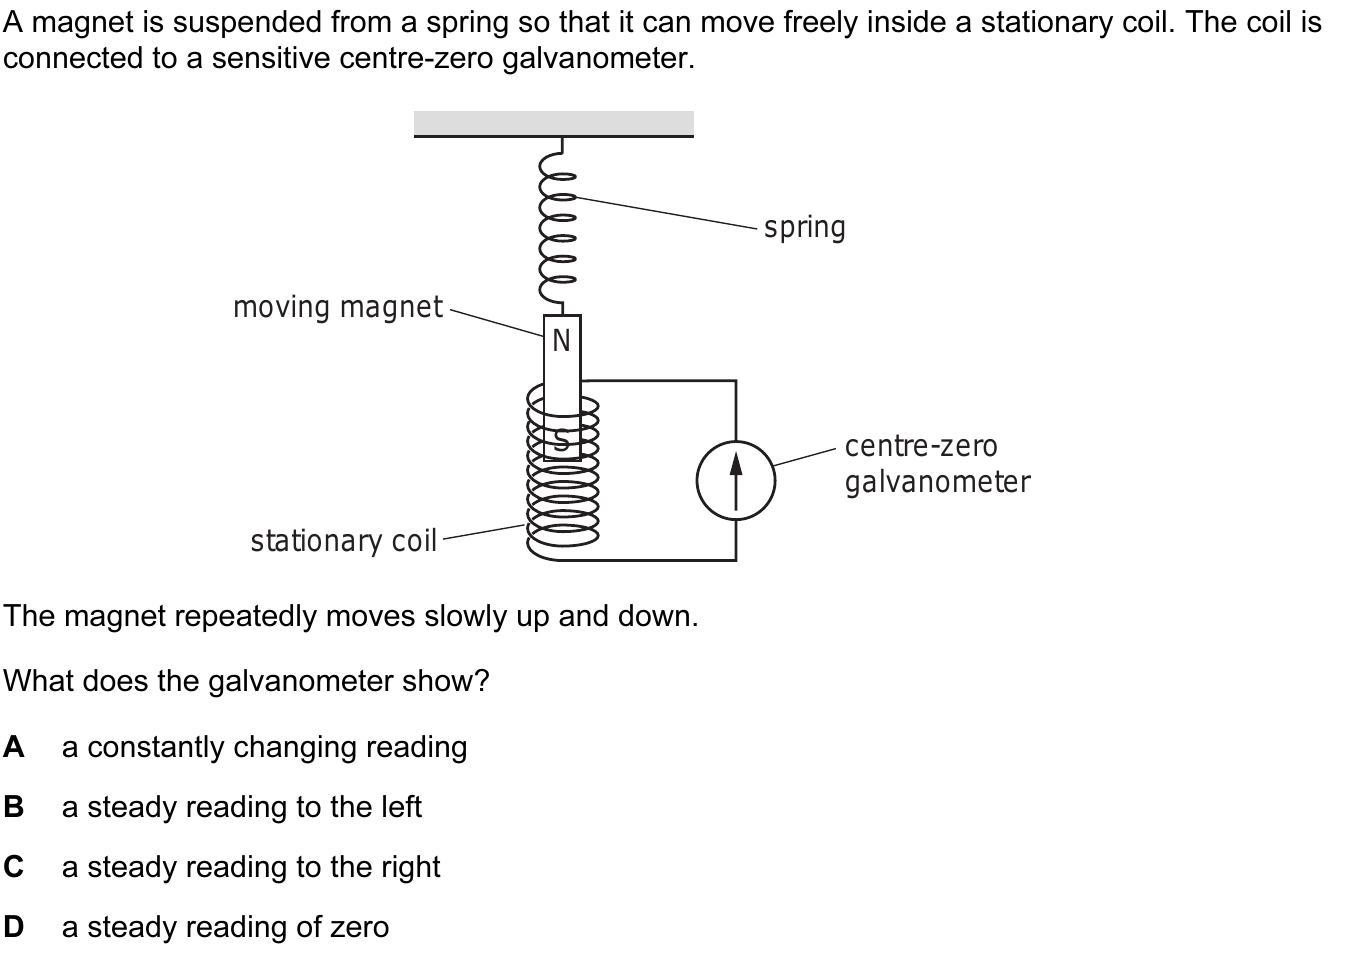 A magnet is suspended from a spring so that it can move freely inside a stationary coil. The coil is
connected to a sensitive centre-zero galvanometer.
spring
moving magnet
N
S
centre-zero
galvanometer
stationary coil
The magnet repeatedly moves slowly up and down.
What does the galvanometer show?
A a constantly changing reading
B a steady reading to the left
C a steady reading to the right
D a steady reading of zero